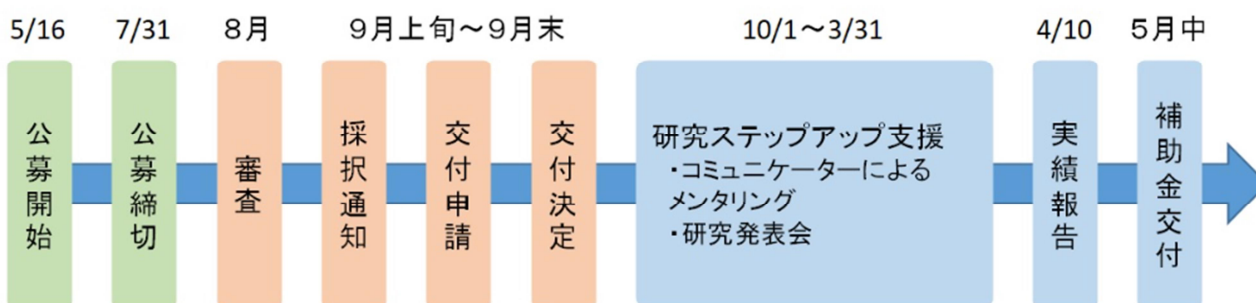 5/16
7/31
8月
９月上旬～９月末
10/1～3/31
4/10
５月中
公募開始
公募締切
審査
採択通知
交付申請
交付決定
研究ステップアップ支援
・コミュニケーターによる
メンタリング
・研究発表会
実績報告
補助金交付